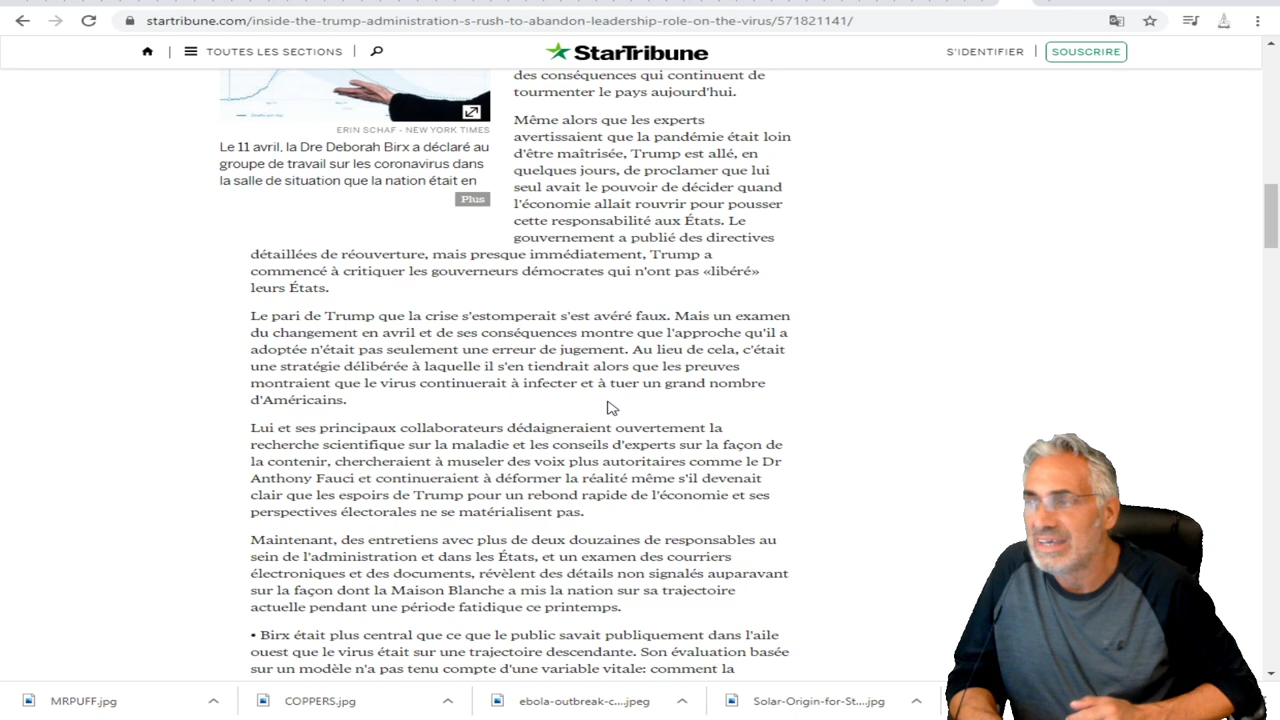 startribune.com/inside-the-trump-administration-s-rush-to-abandon-leadership-role-on-the-virus/571821141/
TOUTES LES SECTIONS
StarTribune
S'IDENTIFIER
SOUSCRIRE
ERIN SCHAF - NEW YORK TIMES
Le 11 avril, la Dre Deborah Birx a déclaré au
groupe de travail sur les coronavirus dans
la salle de situation que la nation était en
Plus
des conséquences qui continuent de
tourmenter le pays aujourd'hui.
Même alors que les experts
avertissaient que la pandémie était loin
d'être maîtrisée, Trump est allé, en
quelques jours, de proclamer que lui
seul avait le pouvoir de décider quand
l'économie allait rouvrir pour pousser
cette responsabilité aux États. Le
gouvernement a publié des directives
détaillées de réouverture, mais presque immédiatement, Trump a
commencé à critiquer les gouverneurs démocrates qui n'ont pas «libéré»
leurs États.
Le pari de Trump que la crise s'estomperait s'est avéré faux. Mais un examen
du changement en avril et de ses conséquences montre que l'approche qu'il a
adoptée n'était pas seulement une erreur de jugement. Au lieu de cela, c'était
une stratégie délibérée à laquelle il s'en tiendrait alors que les preuves
montraient que le virus continuerait à infecter et à tuer un grand nombre
d'Américains.
Lui et ses principaux collaborateurs dédaigneraient ouvertement la
recherche scientifique sur la maladie et les conseils d'experts sur la façon de
la contenir, chercheraient à museler des voix plus autoritaires comme le Dr
Anthony Fauci et continueraient à déformer la réalité même s'il devenait
clair que les espoirs de Trump pour un rebond rapide de l'économie et ses
perspectives électorales ne se matérialisent pas.
Maintenant, des entretiens avec plus de deux douzaines de responsables au
sein de l'administration et dans les États, et un examen des courriers
électroniques et des documents, révèlent des détails non signalés auparavant
sur la façon dont la Maison Blanche a mis la nation sur sa trajectoire
actuelle pendant une période fatidique ce printemps.
• Birx était plus central que ce que le public savait publiquement dans l'aile
ouest que le virus était sur une trajectoire descendante. Son évaluation basée
sur un modèle n'a pas tenu compte d'une variable vitale: comment la
MRPUFF.jpg
COPPERS.jpg
ebola-outbreak-c....jpeg
Solar-Origin-for-St....jpg